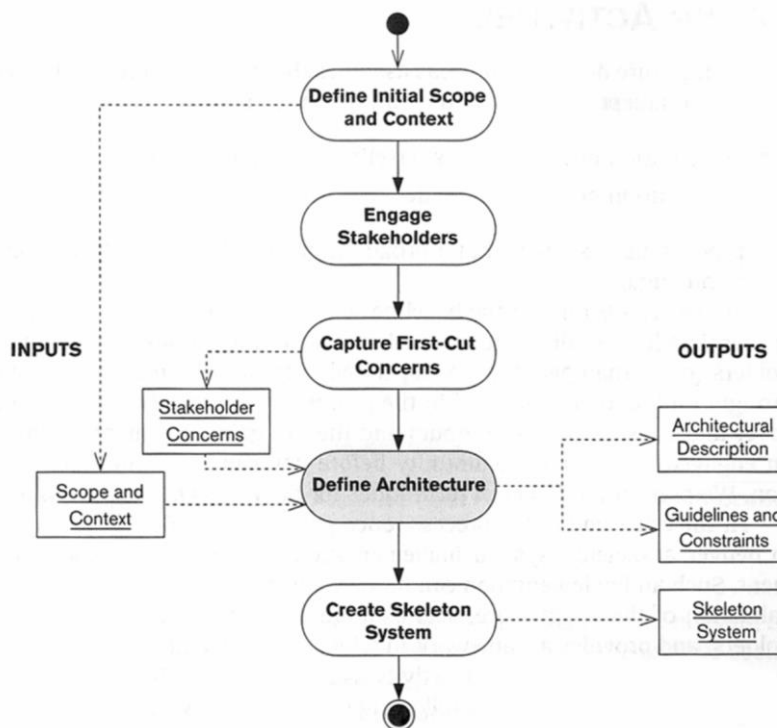 Define Initial Scope
and Context
Engage
Stakeholders
INPUTS
Capture First-Cut
Concerns
OUTPUTS
Stakeholder
Concerns
Architectural
Description
Define Architecture
Scope and
Context
Guidelines and
Constraints
Create Skeleton
System
Skeleton
System